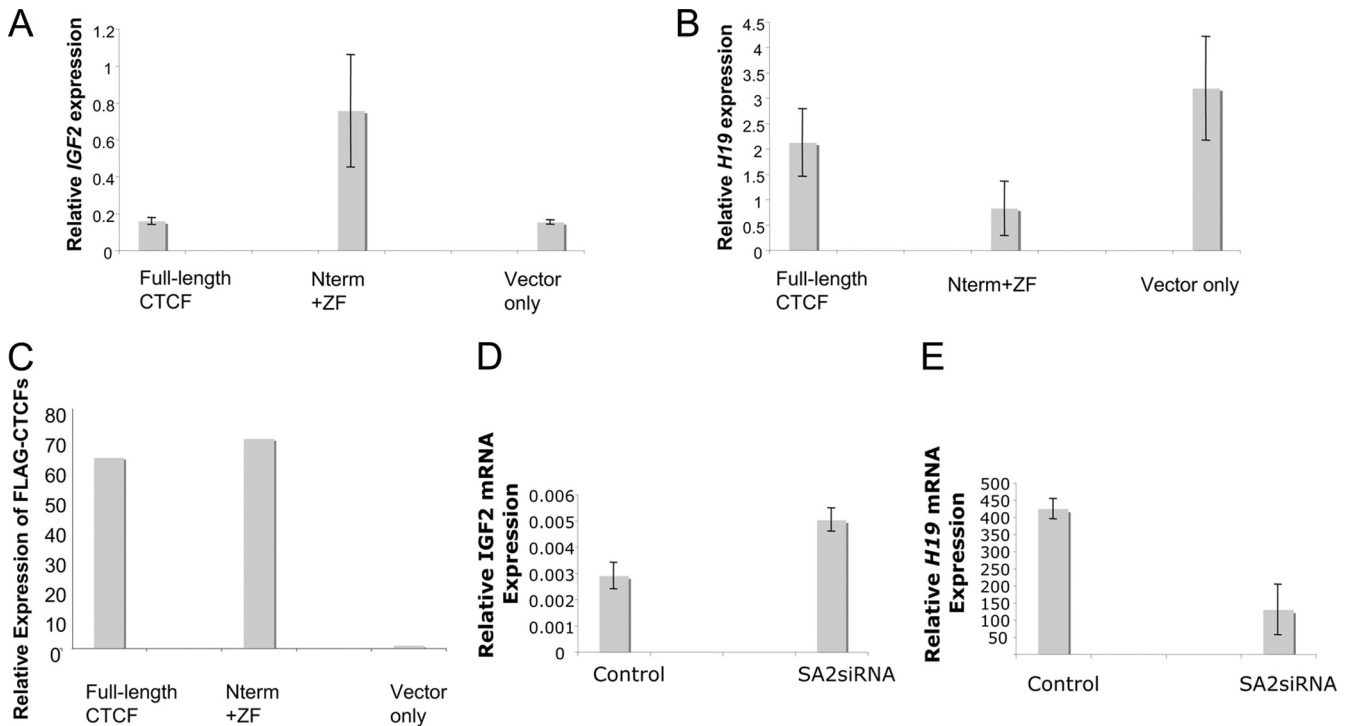 A
Relative IGF2 expression
1.2
1
0.8
0.6
0.4
0.2
0
Full-length
CTCF
Nterm
+ZF
Vector
only
B
Relative H19 expression
4.5
4
3.5
3
2.5
2
1.5
1
0.5
0
Full-length
CTCF
Nterm+ZF
Vector only
C
Relative Expression of FLAG-CTCFs
80
70
60
50
40
30
20
10
0
Full-length
CTCF
Nterm
+ZF
Vector
only
D
Relative IGF2 mRNA
Expression
0.006
0.005
0.004
0.003
0.002
0.001
0
Control
SA2siRNA
E
Relative H19 mRNA
Expression
500
450
400
350
300
250
200
150
100
50
Control
SA2siRNA